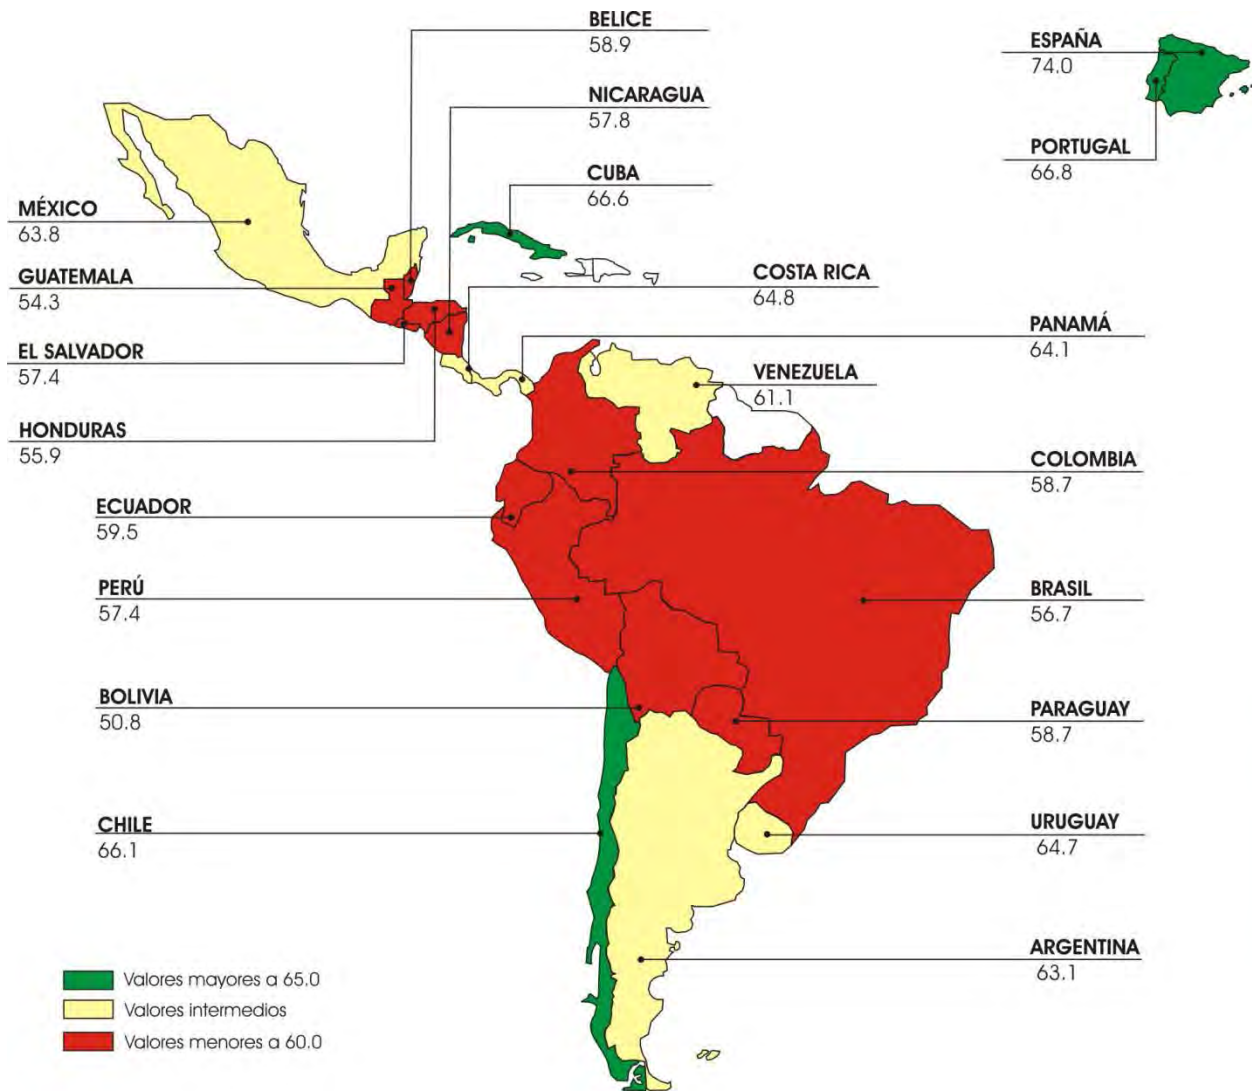 BELICE
58.9
ESPAÑA
74.0
NICARAGUA
57.8
PORTUGAL
66.8
CUBA
66.6
MÉXICO
63.8
GUATEMALA
54.3
COSTA RICA
64.8
PANAMÁ
64.1
EL SALVADOR
57.4
VENEZUELA
61.1
HONDURAS
55.9
COLOMBIA
58.7
ECUADOR
59.5
PERÚ
57.4
BRASIL
56.7
BOLIVIA
50.8
PARAGUAY
58.7
CHILE
66.1
URUGUAY
64.7
ARGENTINA
63.1
Valores mayores a 65.0
Valores intermedios
Valores menores a 60.0